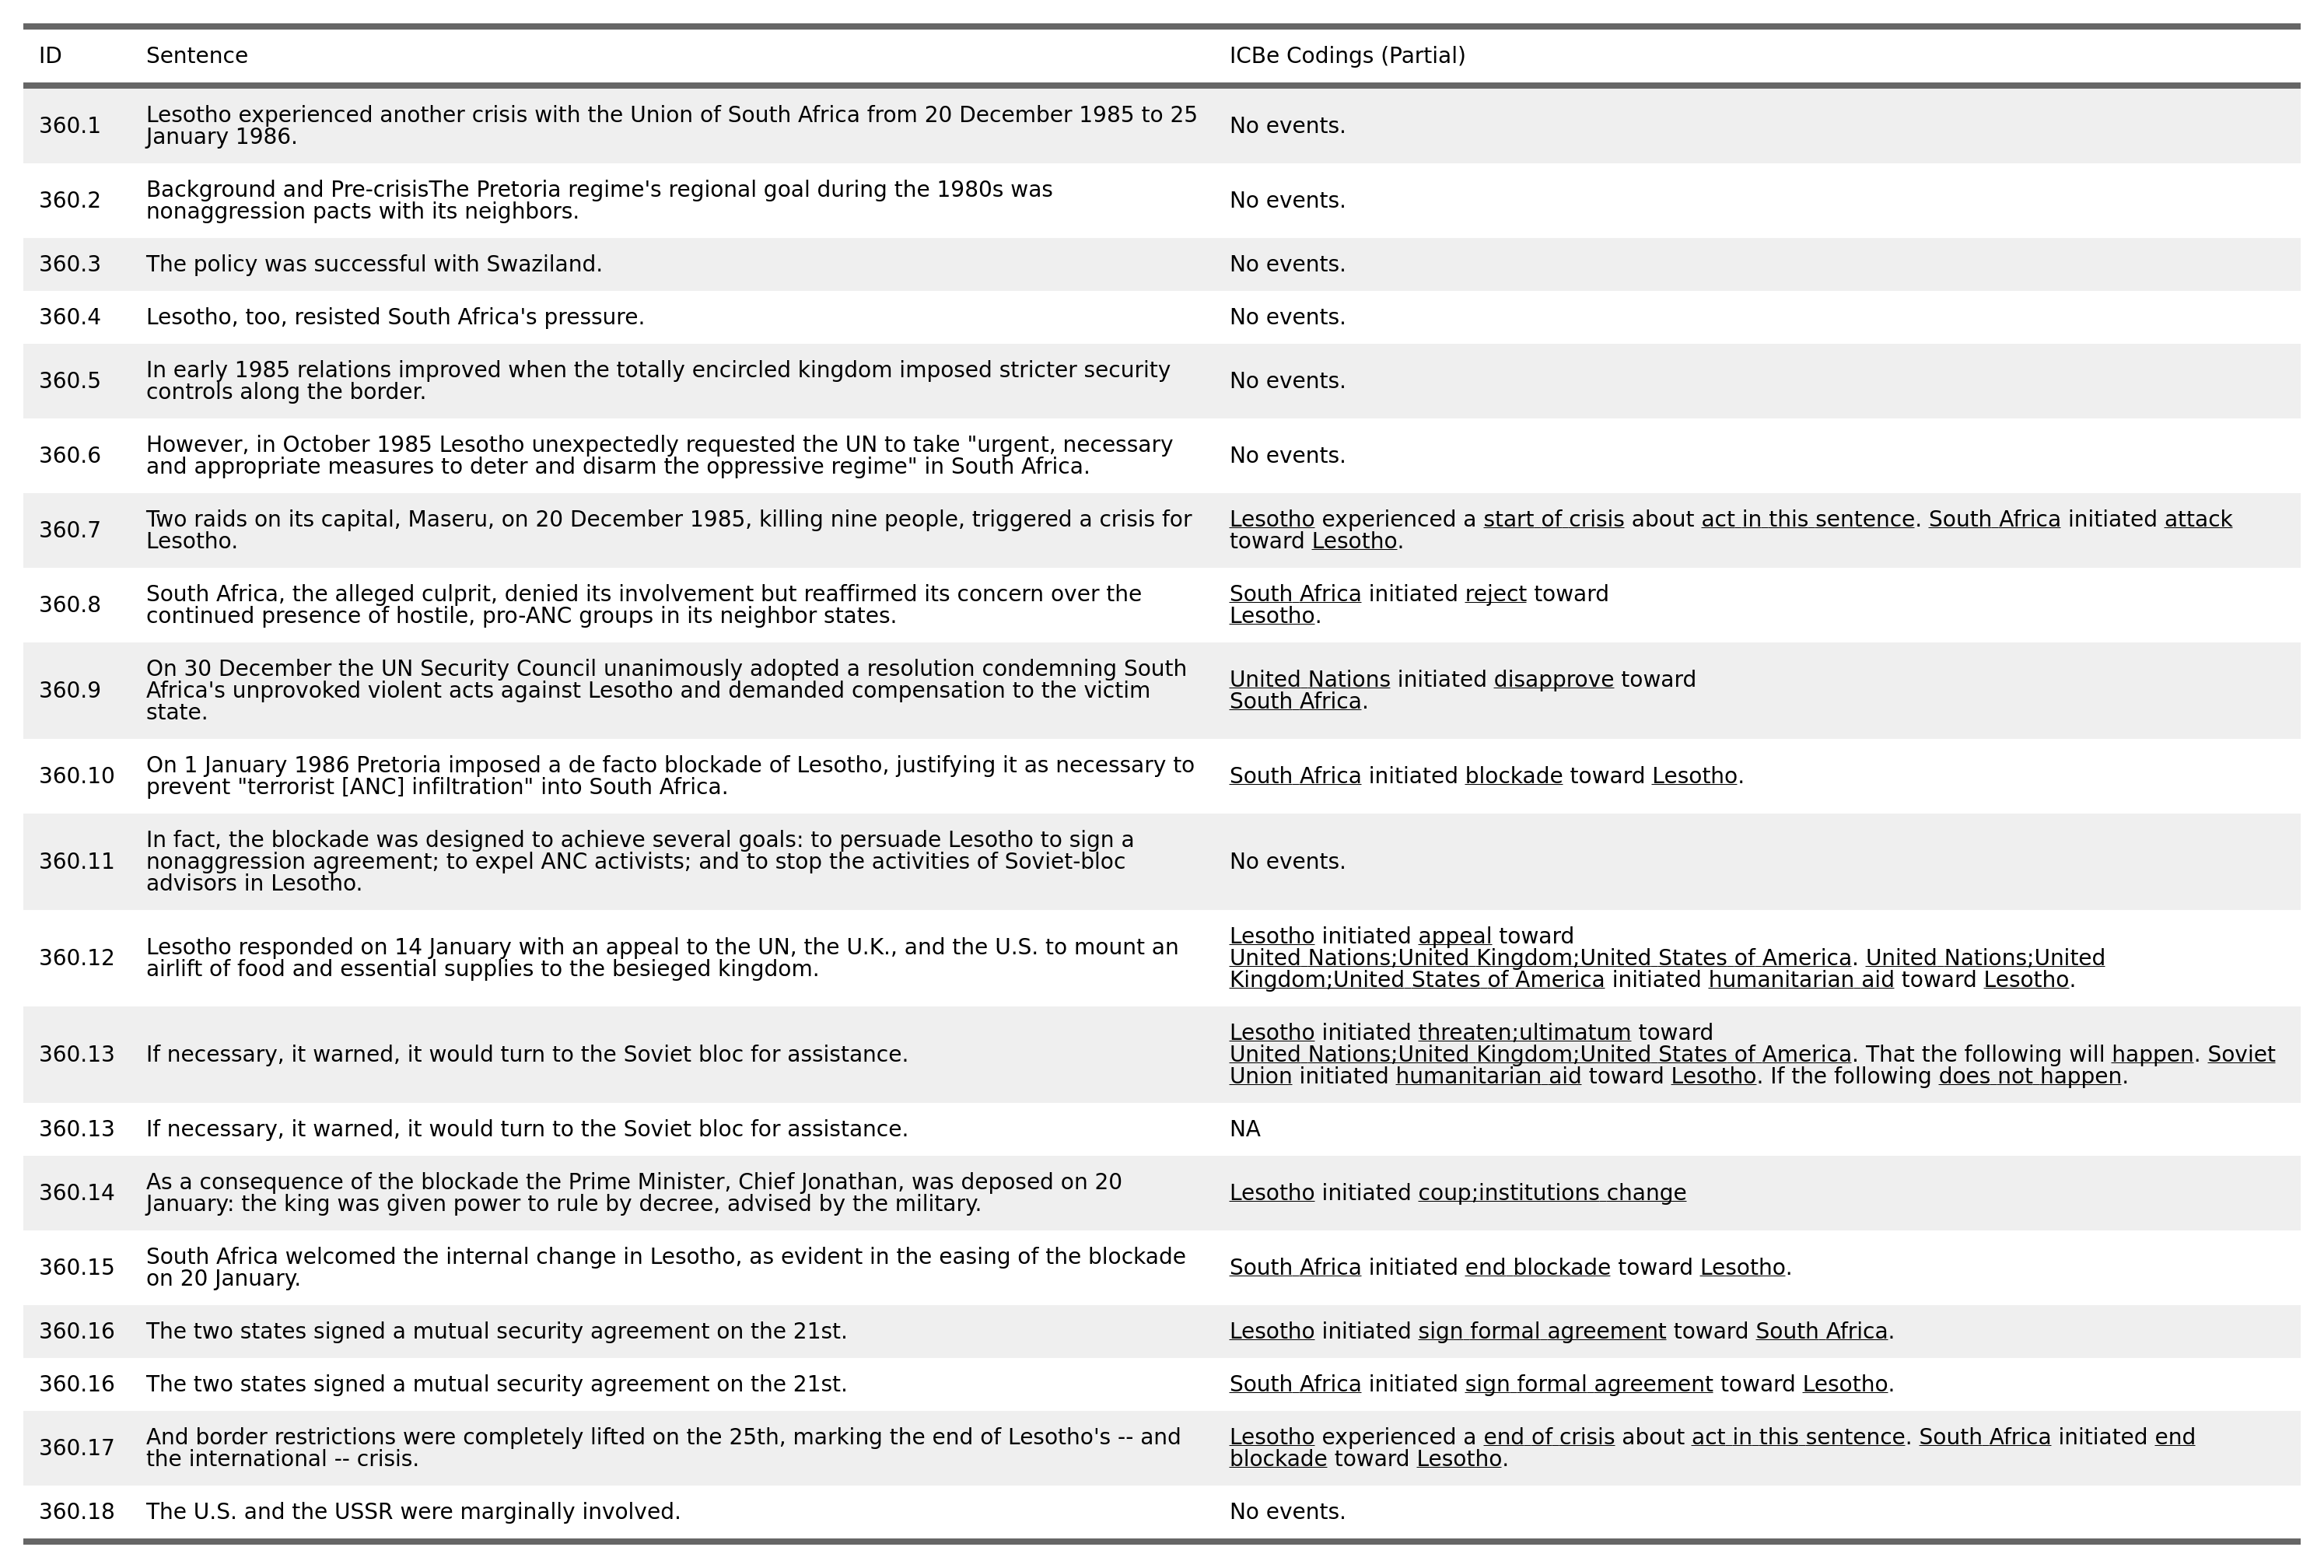 ID Sentence ICBe Codings (Partial)
360.1 Lesotho experienced another crisis with the Union of South Africa from 20 December 1985 to 25
January 1986.
No events.
360.2 Background and Pre-crisisThe Pretoria regime's regional goal during the 1980s was
nonaggression pacts with its neighbors.
No events.
360.3 The policy was successful with Swaziland. No events.
360.4 Lesotho, too, resisted South Africa's pressure. No events.
360.5 In early 1985 relations improved when the totally encircled kingdom imposed stricter security
controls along the border.
No events.
360.6 However, in October 1985 Lesotho unexpectedly requested the UN to take "urgent, necessary
and appropriate measures to deter and disarm the oppressive regime" in South Africa.
No events.
360.7 Two raids on its capital, Maseru, on 20 December 1985, killing nine people, triggered a crisis for
Lesotho.
Lesotho experienced a start of crisis about act in this sentence. South Africa initiated attack
toward Lesotho.
360.8 South Africa, the alleged culprit, denied its involvement but reaffirmed its concern over the
continued presence of hostile, pro-ANC groups in its neighbor states.
South Africa initiated reject toward
Lesotho.
360.9 On 30 December the UN Security Council unanimously adopted a resolution condemning South
Africa's unprovoked violent acts against Lesotho and demanded compensation to the victim
state.
United Nations initiated disapprove toward
South Africa.
360.10 On 1 January 1986 Pretoria imposed a de facto blockade of Lesotho, justifying it as necessary to
prevent "terrorist [ANC] infiltration" into South Africa.
South Africa initiated blockade toward Lesotho.
360.11 In fact, the blockade was designed to achieve several goals: to persuade Lesotho to sign a
nonaggression agreement; to expel ANC activists; and to stop the activities of Soviet-bloc
advisors in Lesotho.
No events.
360.12 Lesotho responded on 14 January with an appeal to the UN, the U.K., and the U.S. to mount an
airlift of food and essential supplies to the besieged kingdom.
Lesotho initiated appeal toward
United Nations;United Kingdom;United States of America. United Nations;United
Kingdom;United States of America initiated humanitarian aid toward Lesotho.
360.13 If necessary, it warned, it would turn to the Soviet bloc for assistance.
Lesotho initiated threaten;ultimatum toward
United Nations;United Kingdom;United States of America. That the following will happen. Soviet
Union initiated humanitarian aid toward Lesotho. If the following does not happen.
360.13 If necessary, it warned, it would turn to the Soviet bloc for assistance. NA
360.14 As a consequence of the blockade the Prime Minister, Chief Jonathan, was deposed on 20
January: the king was given power to rule by decree, advised by the military.
Lesotho initiated coup;institutions change
360.15 South Africa welcomed the internal change in Lesotho, as evident in the easing of the blockade
on 20 January.
South Africa initiated end blockade toward Lesotho.
360.16 The two states signed a mutual security agreement on the 21st. Lesotho initiated sign formal agreement toward South Africa.
360.16 The two states signed a mutual security agreement on the 21st. South Africa initiated sign formal agreement toward Lesotho.
360.17 And border restrictions were completely lifted on the 25th, marking the end of Lesotho's -- and
the international -- crisis.
Lesotho experienced a end of crisis about act in this sentence. South Africa initiated end
blockade toward Lesotho.
360.18 The U.S. and the USSR were marginally involved. No events.